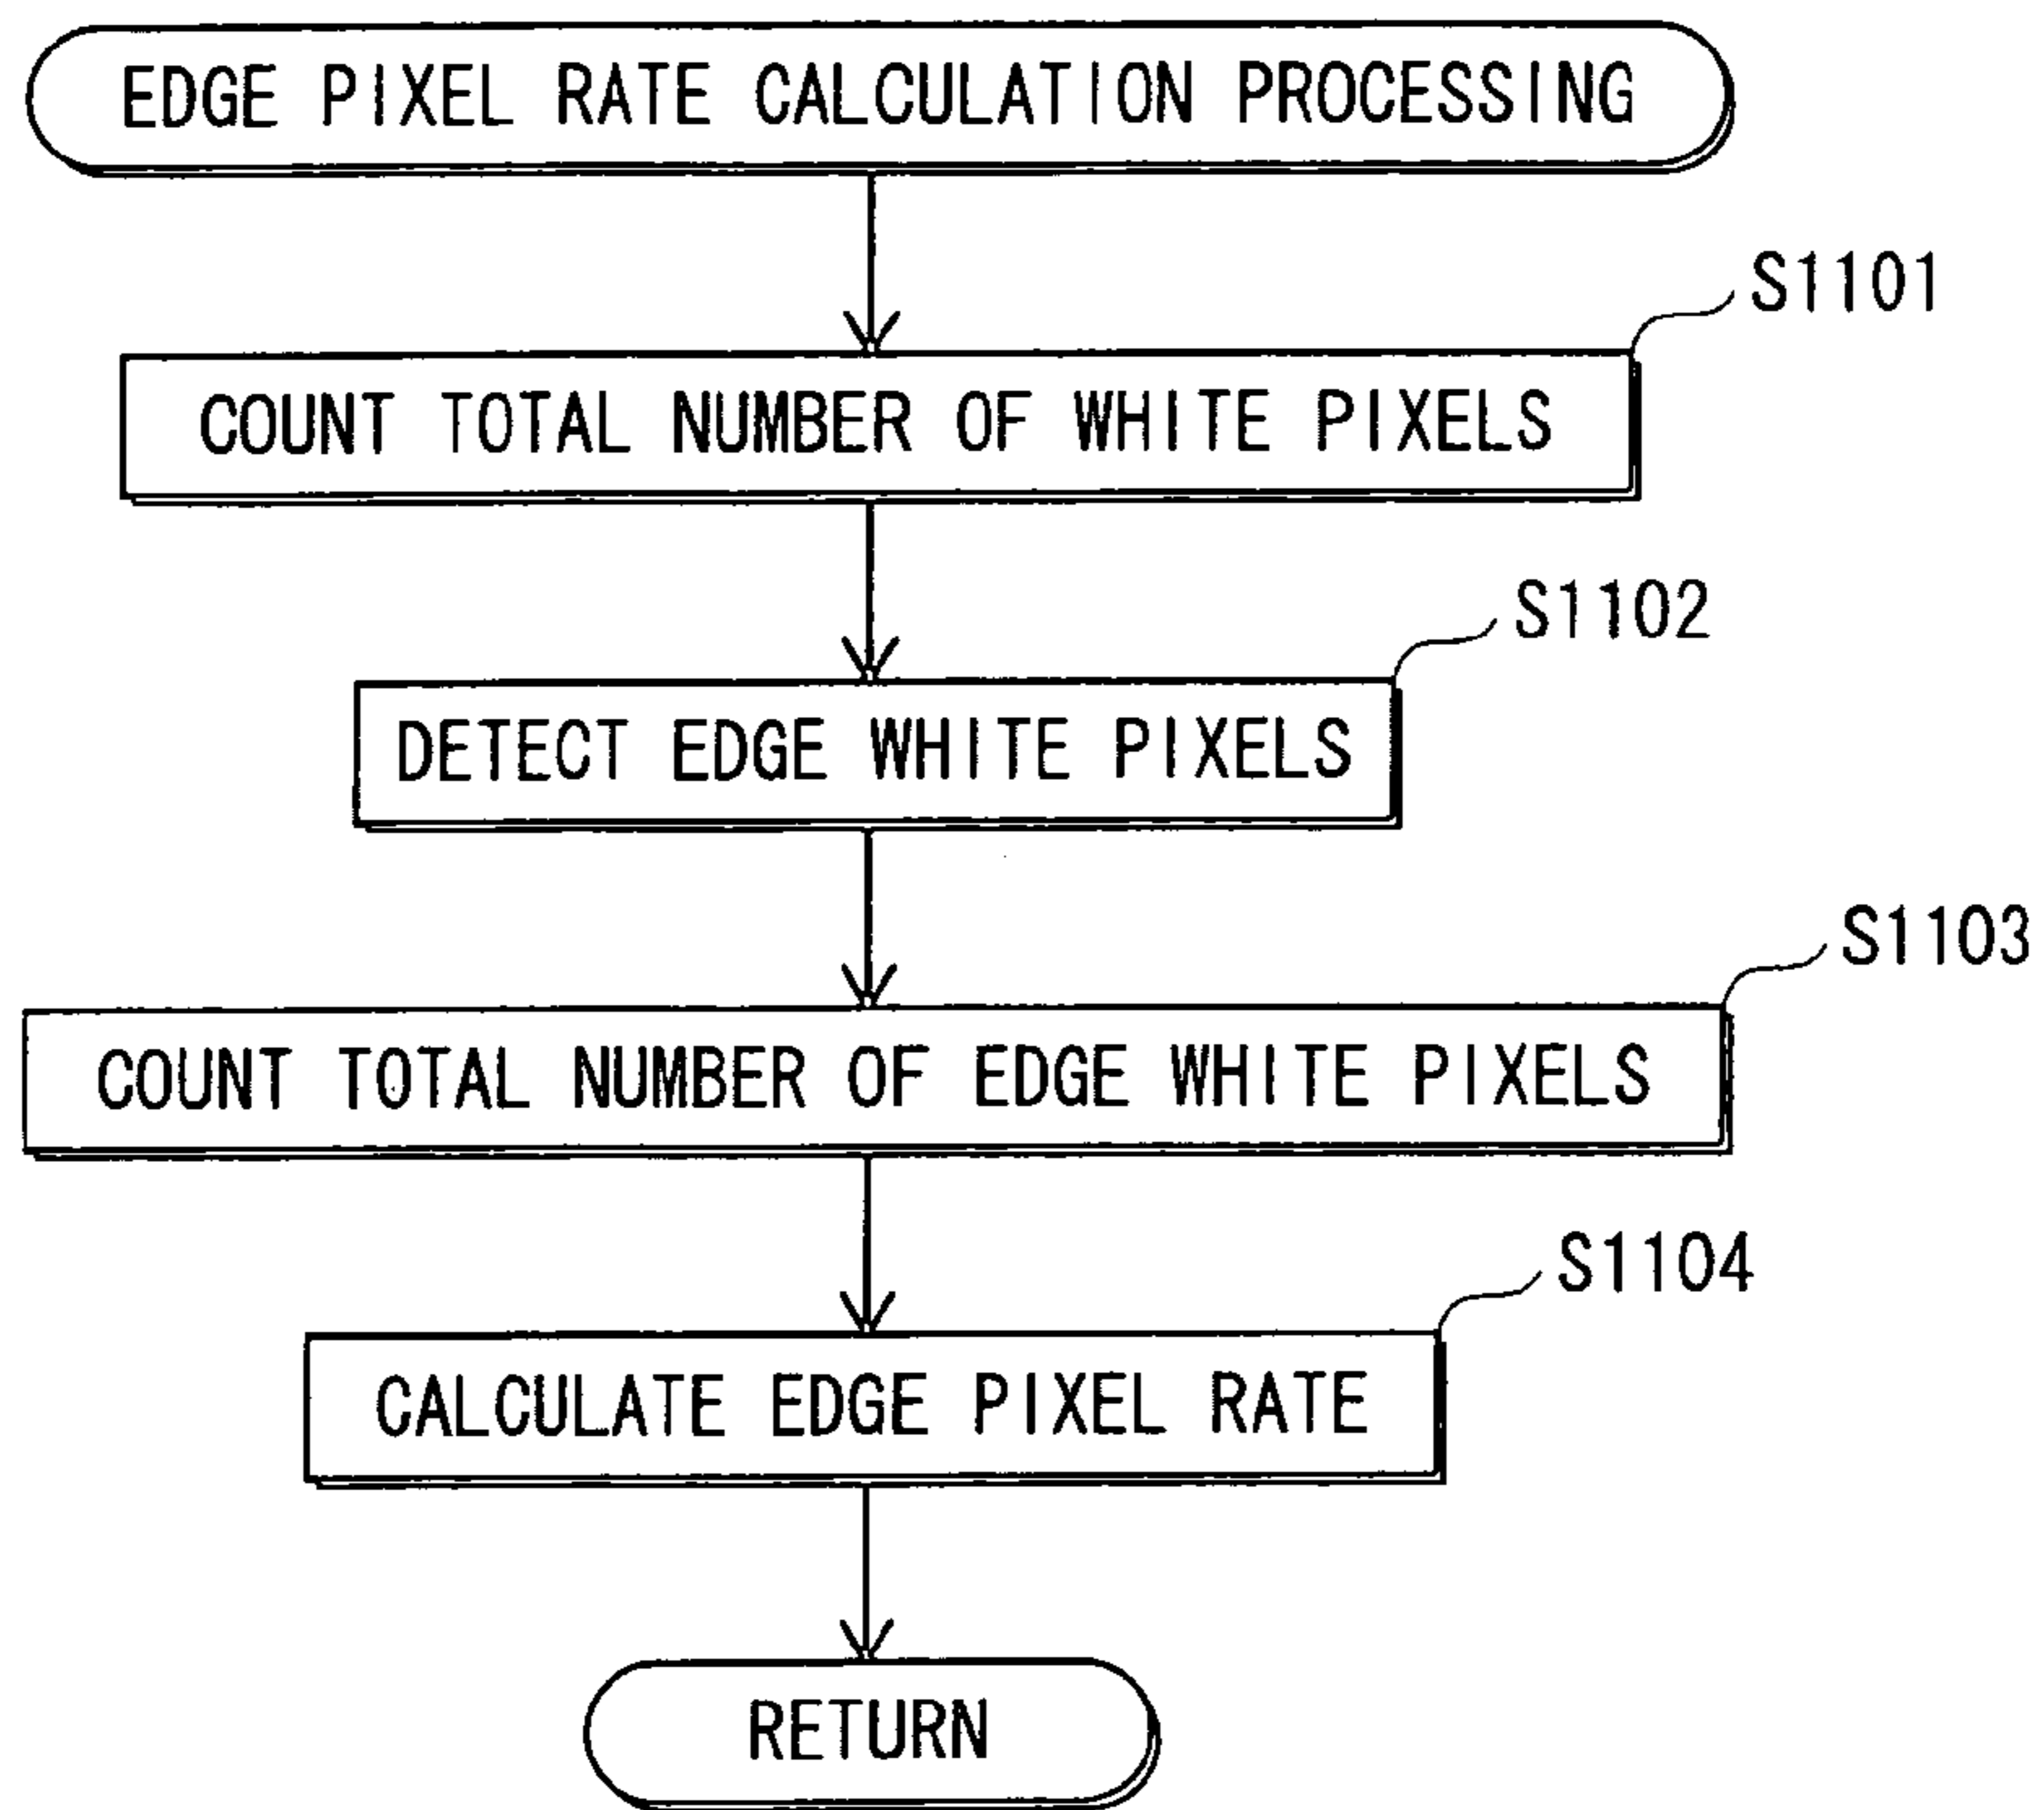 EDGE PIXEL RATE CALCULATION PROCESSING
S1101
COUNT TOTAL NUMBER OF WHITE PIXELS
S1102
DETECT EDGE WHITE PIXELS
S1103
COUNT TOTAL NUMBER OF EDGE WHITE PIXELS
S1104
CALCULATE EDGE PIXEL RATE
RETURN